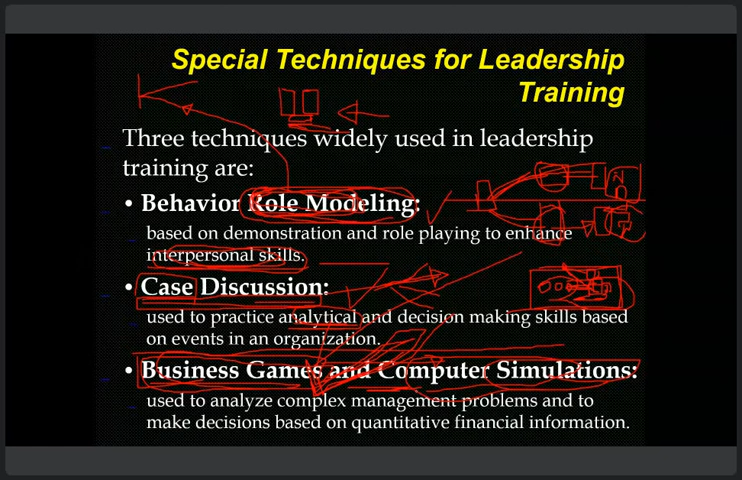 Special Techniques for Leadership
Training
Three techniques widely used in leadership
training are:
• Behavior Role Modeling:
based on demonstration and role playing to enhance
interpersonal skills.
• Case Discussion:
used to practice analytical and decision making skills based
on events in an organization.
• Business Games and Computer Simulations:
used to analyze complex management problems and to
make decisions based on quantitative financial information.